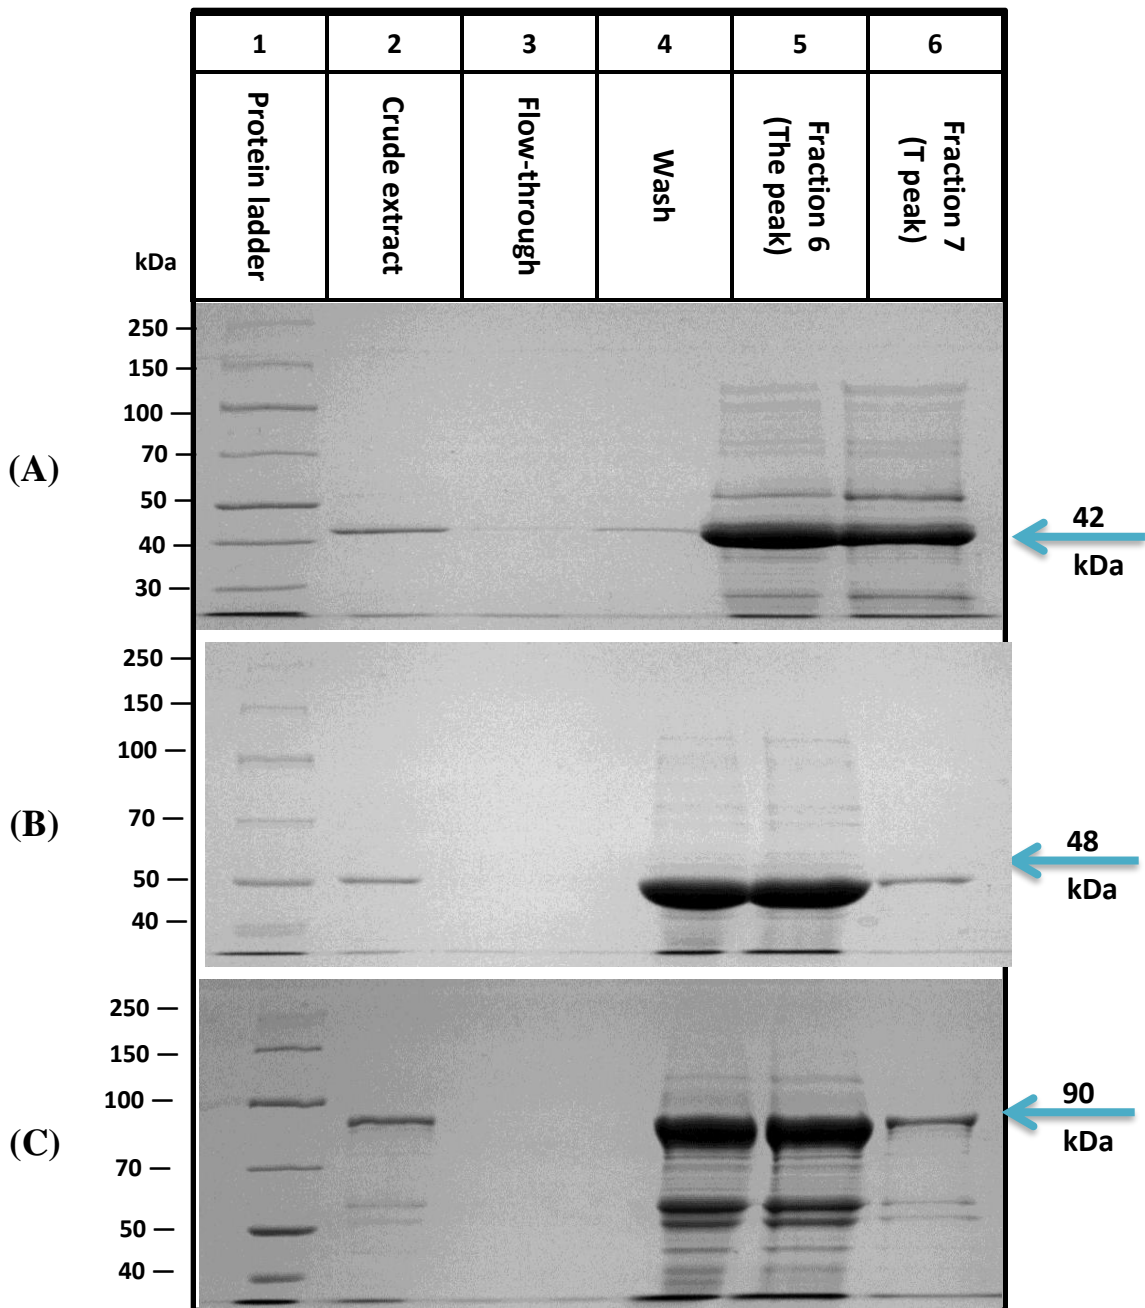 1 2 3 4 5 6
Protein ladder
Crude extract
Flow-through
Wash
Fraction 6
(The peak)
Fraction 7
(T peak)
kDa
250
150
100
(A)
70
50
42
40
kDa
30
250
150
100
(B)
70
48
50
kDa
40
250
150
100
90
(C)
kDa
70
50
40